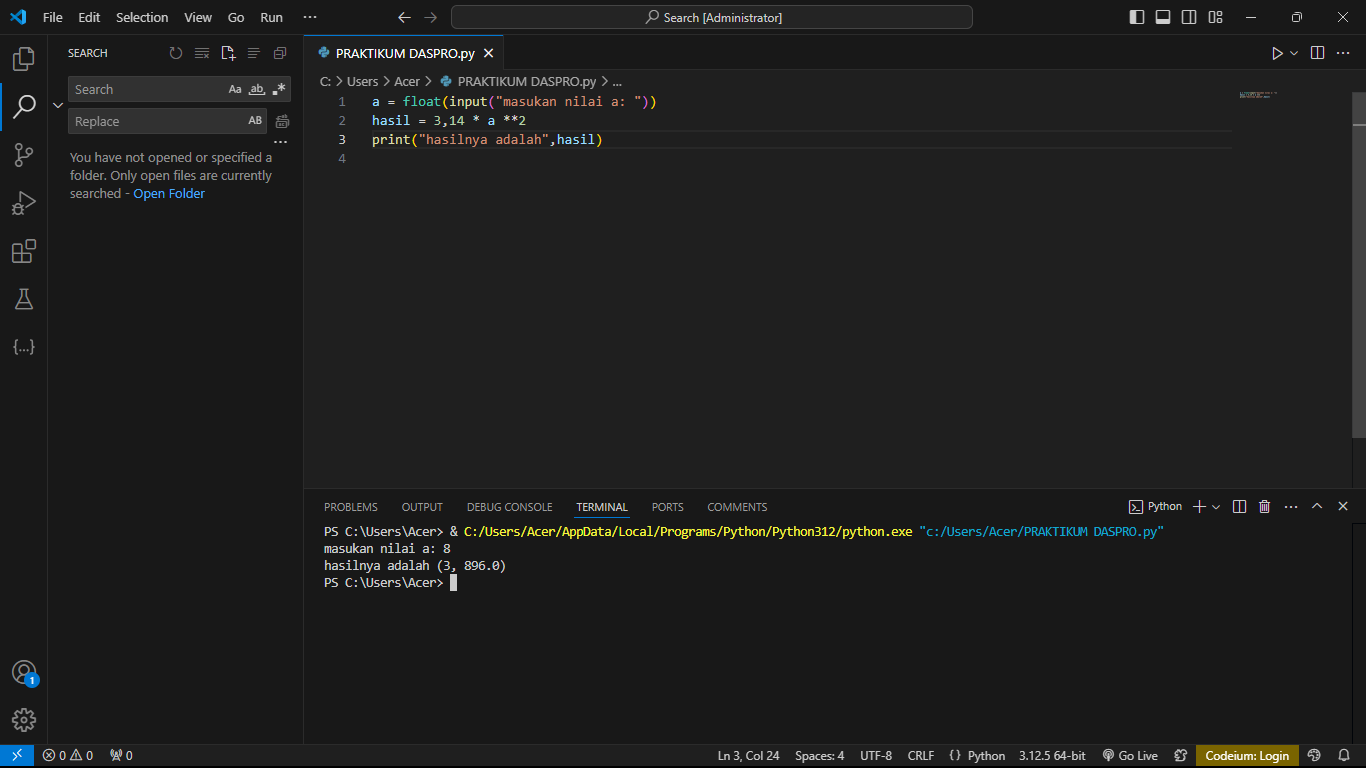 File Edit Selection View Go Run ···
Search [Administrator]
SEARCH
Search Aa ab .*
Replace AB
···
You have not opened or specified a
folder. Only open files are currently
searched - Open Folder
PRAKTIKUM DASPRO.py
C: > Users > Acer > PRAKTIKUM DASPRO.py > ...
1 a = float(input("masukan nilai a: "))
2 hasil = 3,14 * a **2
3 print("hasilnya adalah",hasil)
4
PROBLEMS OUTPUT DEBUG CONSOLE TERMINAL PORTS COMMENTS
Python
PS C:\Users\Acer> & C:/Users/Acer/AppData/Local/Programs/Python/Python312/python.exe "c:/Users/Acer/PRAKTIKUM DASPRO.py"
masukan nilai a: 8
hasilnya adalah (3, 896.0)
PS C:\Users\Acer>
1
0 0 0
Ln 3, Col 24 Spaces: 4 UTF-8 CRLF {} Python 3.12.5 64-bit Go Live Codeium: Login